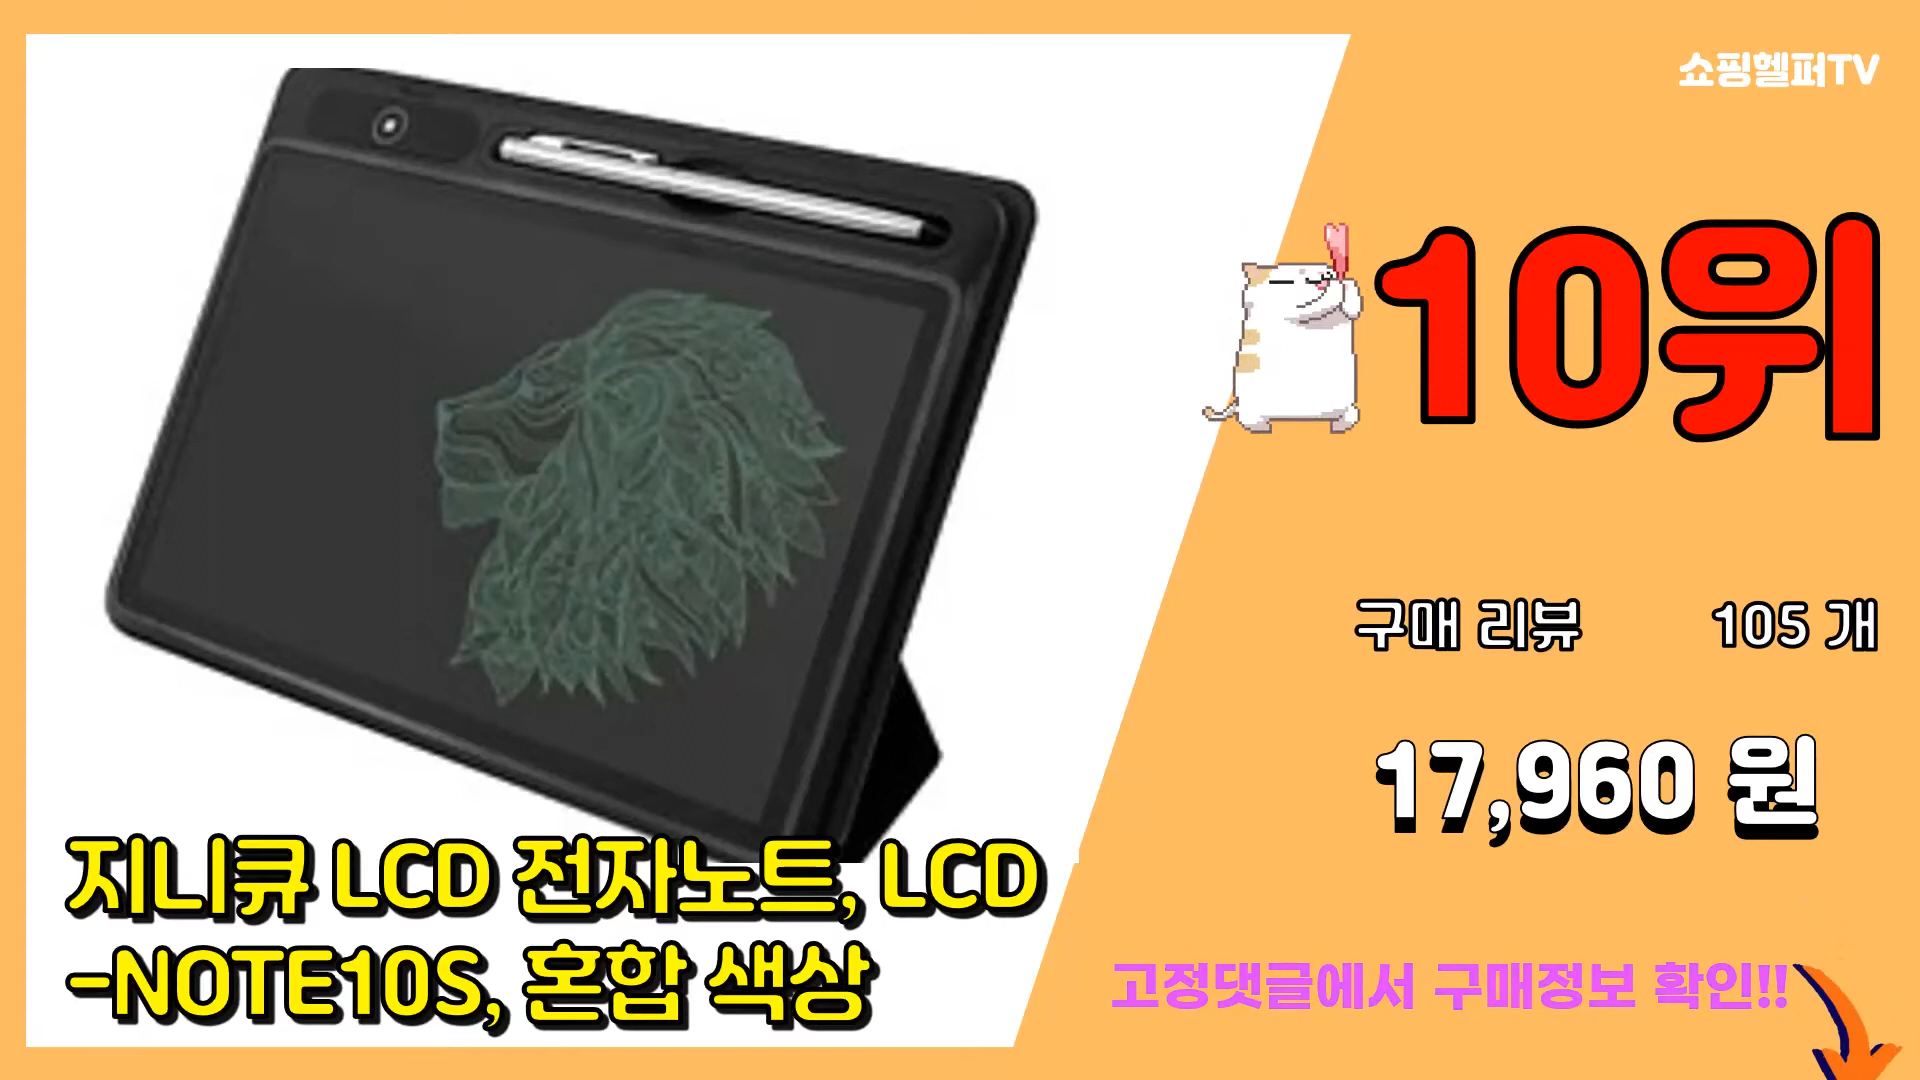 쇼핑헬퍼TV
10위
구매 리뷰 105 개
17,960 원
지니큐 LCD 전자노트, LCD
-NOTE10S, 혼합 색상
고정댓글에서 구매정보 확인!!